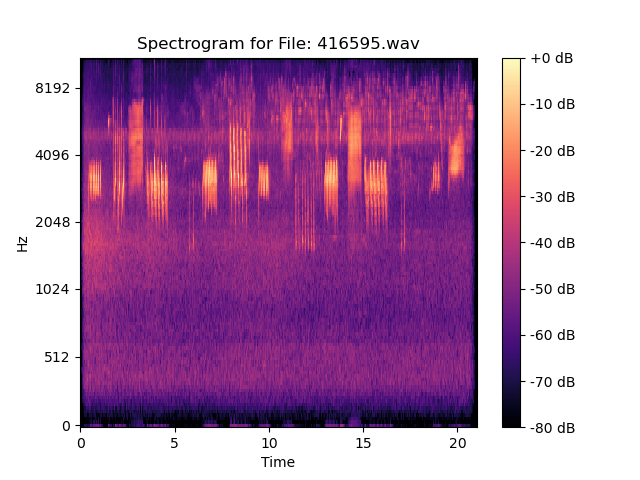 Spectrogram for File: 416595.wav
8192
4096
2048
1024
512
0
Hz
0
5
10
15
20
Time
+0 dB
-10 dB
-20 dB
-30 dB
-40 dB
-50 dB
-60 dB
-70 dB
-80 dB